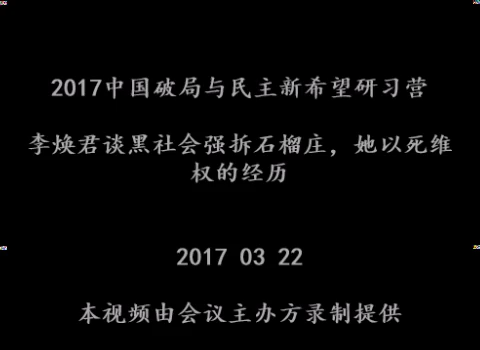 2017中国破局与民主新希望研习营
李焕君谈黑社会强拆石榴庄，她以死维
权的经历
2017 03 22
本视频由会议主办方录制提供